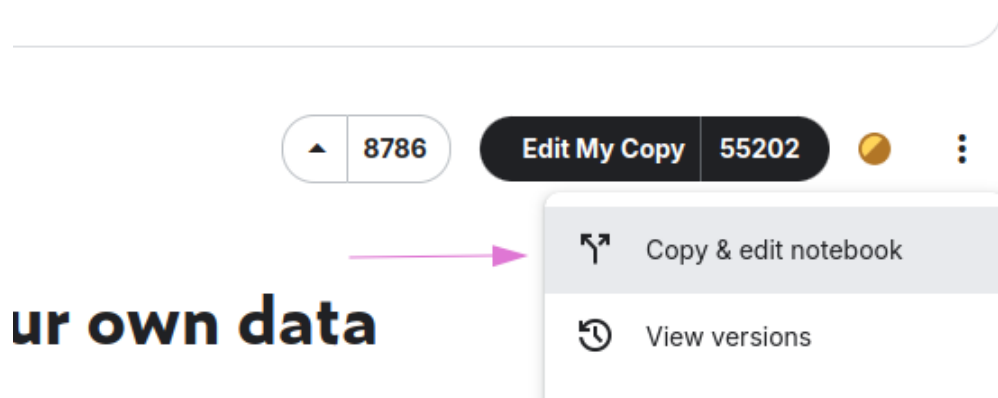 8786
Edit My Copy 55202
Copy & edit notebook
ur own data
View versions